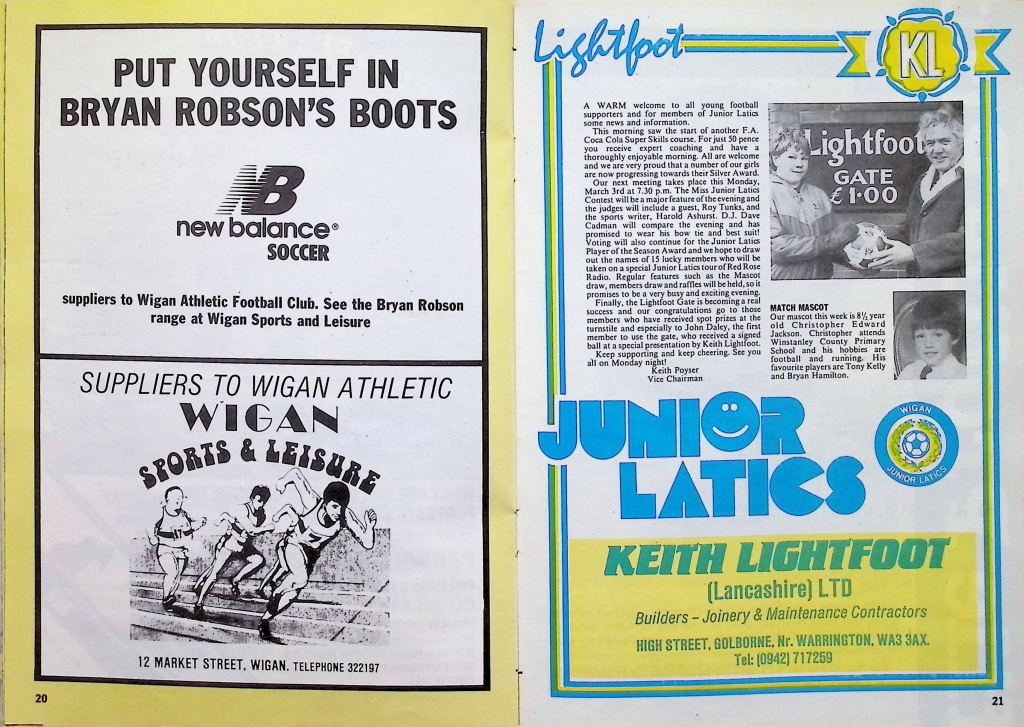 PUT YOURSELF IN
BRYAN ROBSON'S BOOTS
NB
new balance®
SOCCER
suppliers to Wigan Athletic Football Club. See the Bryan Robson
range at Wigan Sports and Leisure
SUPPLIERS TO WIGAN ATHLETIC
WIGAN
SPORTS & LEISURE
12 MARKET STREET, WIGAN. TELEPHONE 322197
20
Lightfoot
KL
A WARM welcome to all young football
supporters and for members of Junior Latics
some news and information.
This morning saw the start of another F.A.
Coca Cola Super Skills course. For just 50 pence
you receive expert coaching and have a
thoroughly enjoyable morning. All are welcome
and we are very proud that a number of our girls
are now progressing towards their Silver Award.
Our next meeting takes place this Monday,
March 3rd at 7.30 p.m. The Miss Junior Latics
Contest will be a major feature of the evening and
the judges will include a guest, Roy Tunks, and
the sports writer, Harold Ashurst. D.J. Dave
Cadman will compare the evening and has
promised to wear his bow tie and best suit!
Voting will also continue for the Junior Latics
Player of the Season Award and we hope to draw
out the names of 15 lucky members who will be
taken on a special Junior Latics tour of Red Rose
Radio. Regular features such as the Mascot
draw, members draw and raffles will be held, so it
promises to be a very busy and exciting evening.
Finally, the Lightfoot Gate is becoming a real
success and our congratulations go to those
members who have received spot prizes at the
turnstile and especially to John Daley, the first
member to use the gate, who received a signed
ball at a special presentation by Keith Lightfoot.
Keep supporting and keep cheering. See you
all on Monday night!
Keith Poyser
Vice Chairman
Lightfoot
GATE
£1·00
MATCH MASCOT
Our mascot this week is 8½ year
old Christopher Edward
Jackson. Christopher attends
Winstanley County Primary
School and his hobbies are
football and running. His
favourite players are Tony Kelly
and Bryan Hamilton.
JUNIOR
LATICS
WIGAN
JUNIOR LATICS
KEITH LIGHTFOOT
(Lancashire) LTD
Builders – Joinery & Maintenance Contractors
HIGH STREET, GOLBORNE, Nr. WARRINGTON, WA3 3AX.
Tel: (0942) 717259
21